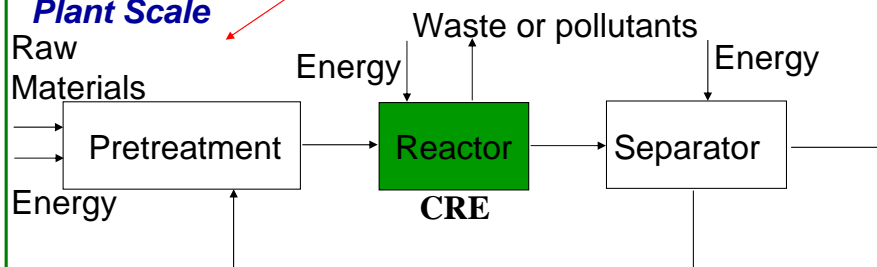 Plant Scale
Waste or pollutants
Raw
Materials
Energy
Energy
Pretreatment
Reactor
Separator
Energy
CRE